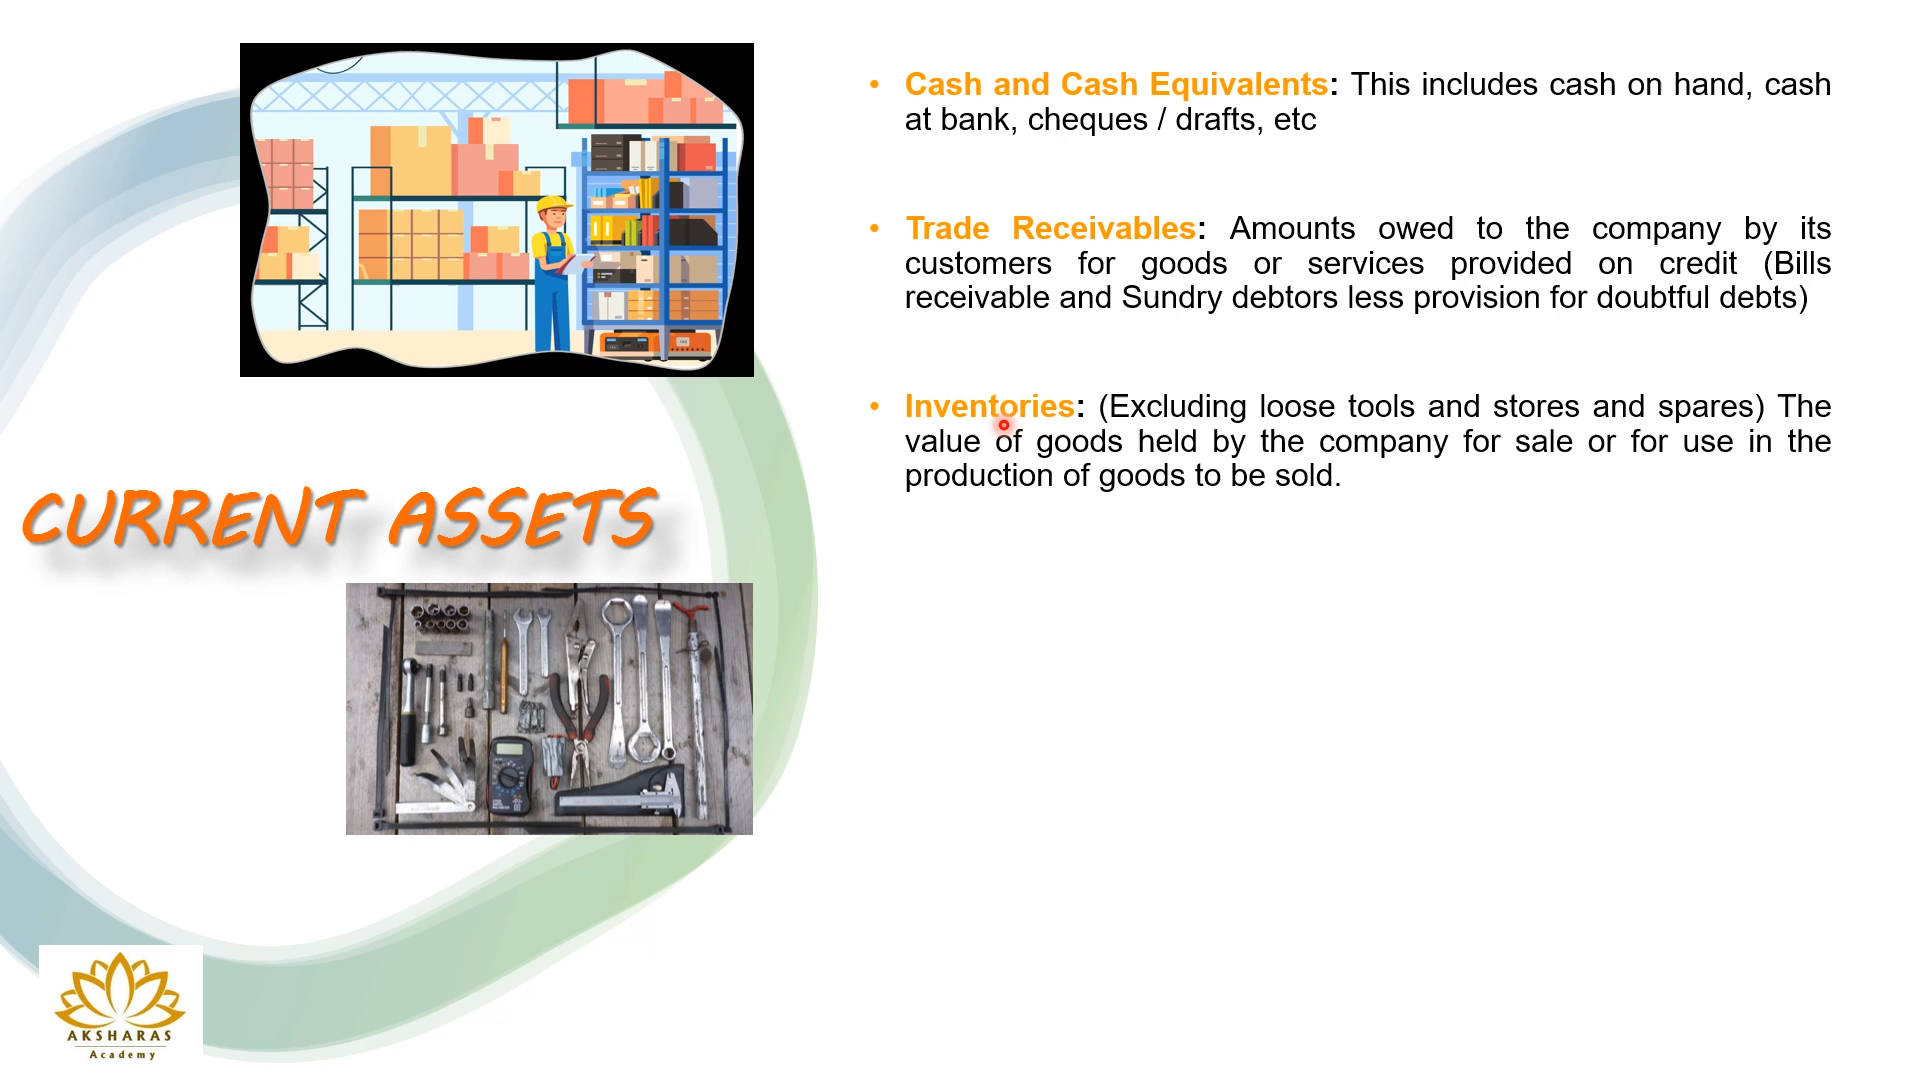 • Cash and Cash Equivalents: This includes cash on hand, cash
at bank, cheques / drafts, etc
• Trade Receivables: Amounts owed to the company by its
customers for goods or services provided on credit (Bills
receivable and Sundry debtors less provision for doubtful debts)
• Inventories: (Excluding loose tools and stores and spares) The
value of goods held by the company for sale or for use in the
production of goods to be sold.
CURRENT ASSETS
AKSHARAS
Academy